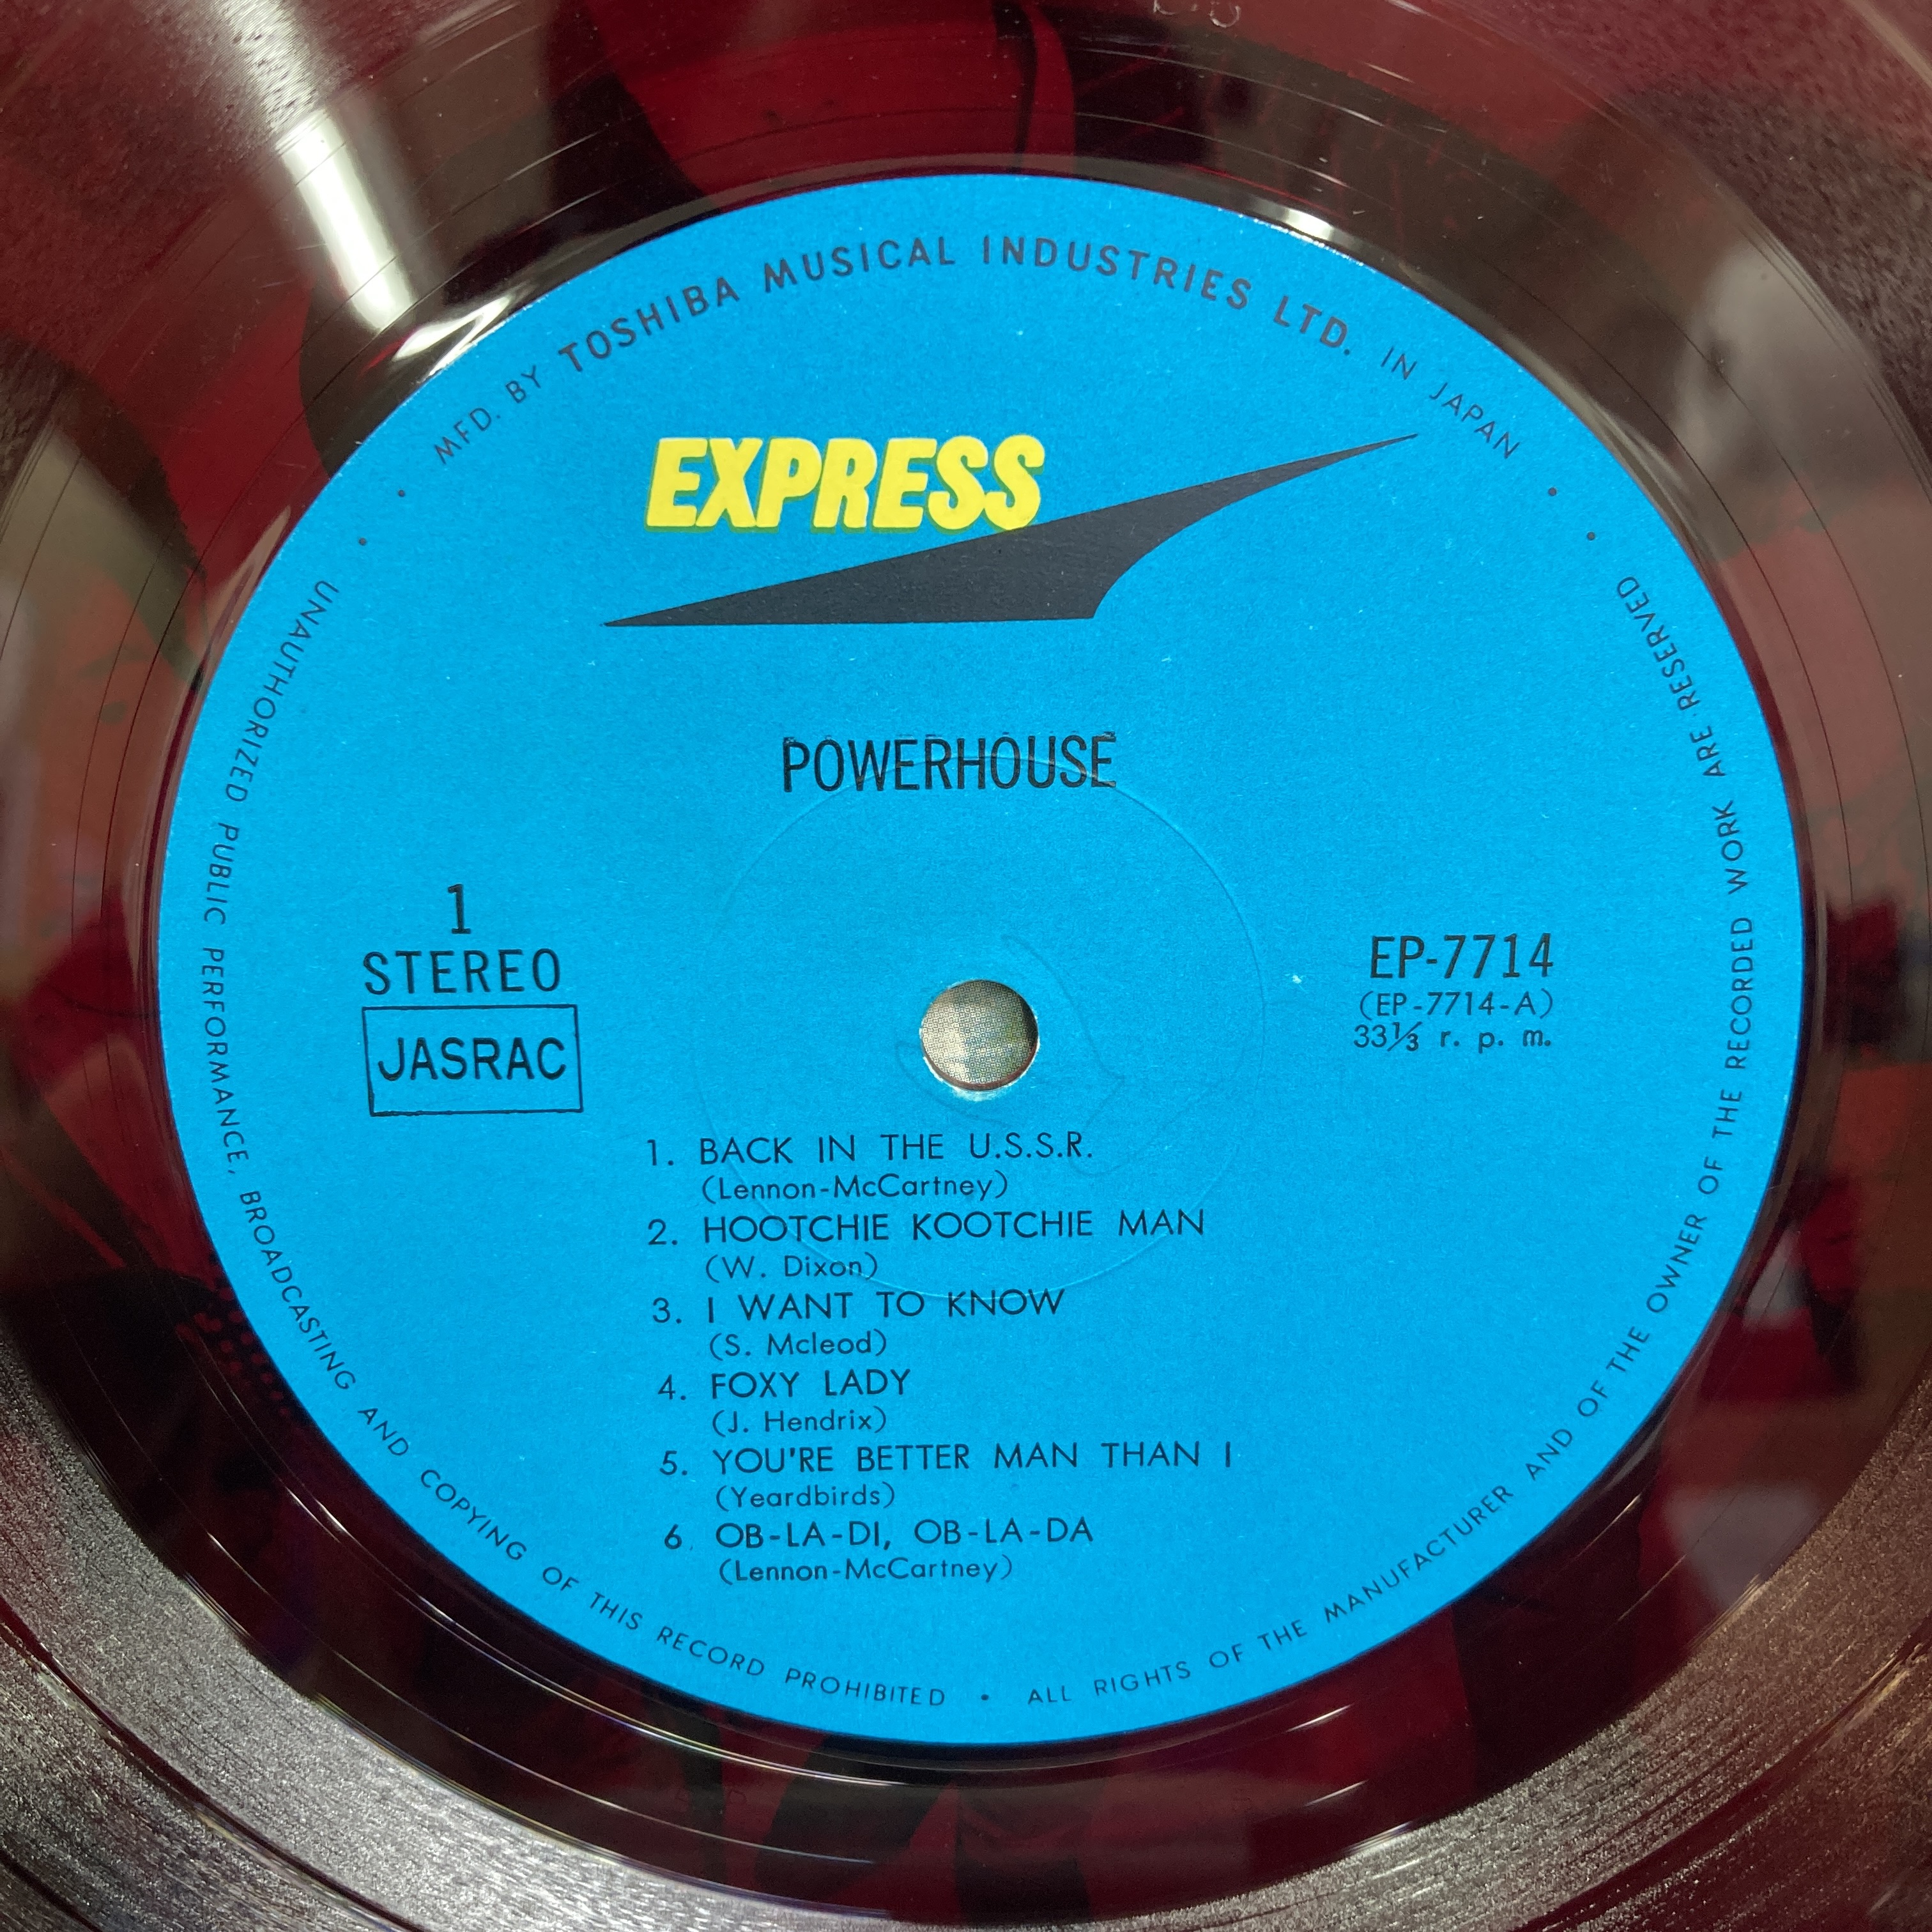 MFD. BY TOSHIBA MUSICAL INDUSTRIES LTD. IN JAPAN
EXPRESS
POWERHOUSE
1
STEREO
JASRAC
EP-7714
(EP-7714-A)
33⅓ r. p. m.
1. BACK IN THE U.S.S.R.
(Lennon-McCartney)
2. HOOTCHIE KOOTCHIE MAN
(W. Dixon)
3. I WANT TO KNOW
(S. Mcleod)
4. FOXY LADY
(J. Hendrix)
5. YOU'RE BETTER MAN THAN I
(Yeardbirds)
6. OB-LA-DI, OB-LA-DA
(Lennon-McCartney)
UNAUTHORIZED PUBLIC PERFORMANCE, BROADCASTING AND COPYING OF THIS RECORD PROHIBITED • ALL RIGHTS OF THE MANUFACTURER AND OF THE OWNER OF THE RECORDED WORK ARE RESERVED